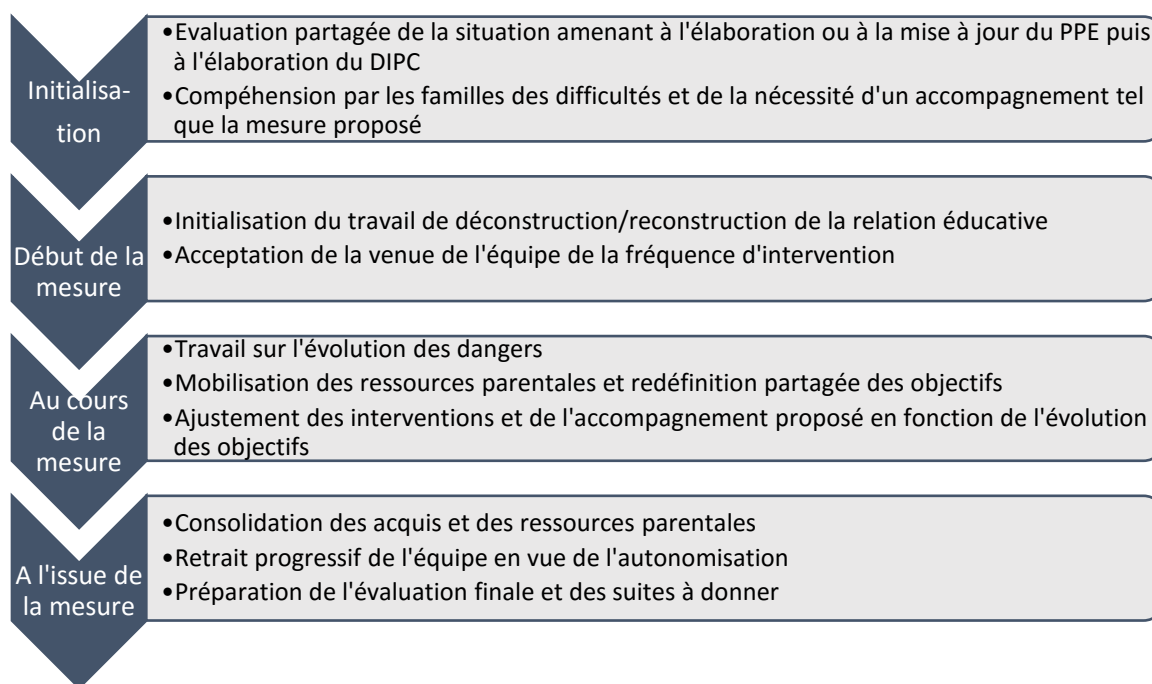 Initialisa-
tion
•Evaluation partagée de la situation amenant à l'élaboration ou à la mise à jour du PPE puis
à l'élaboration du DIPC
•Compéhension par les familles des difficultés et de la nécessité d'un accompagnement tel
que la mesure proposé
Début de la
mesure
•Initialisation du travail de déconstruction/reconstruction de la relation éducative
•Acceptation de la venue de l'équipe de la fréquence d'intervention
Au cours
de la
mesure
•Travail sur l'évolution des dangers
•Mobilisation des ressources parentales et redéfinition partagée des objectifs
•Ajustement des interventions et de l'accompagnement proposé en fonction de l'évolution
des objectifs
A l'issue de
la mesure
•Consolidation des acquis et des ressources parentales
•Retrait progressif de l'équipe en vue de l'autonomisation
•Préparation de l'évaluation finale et des suites à donner